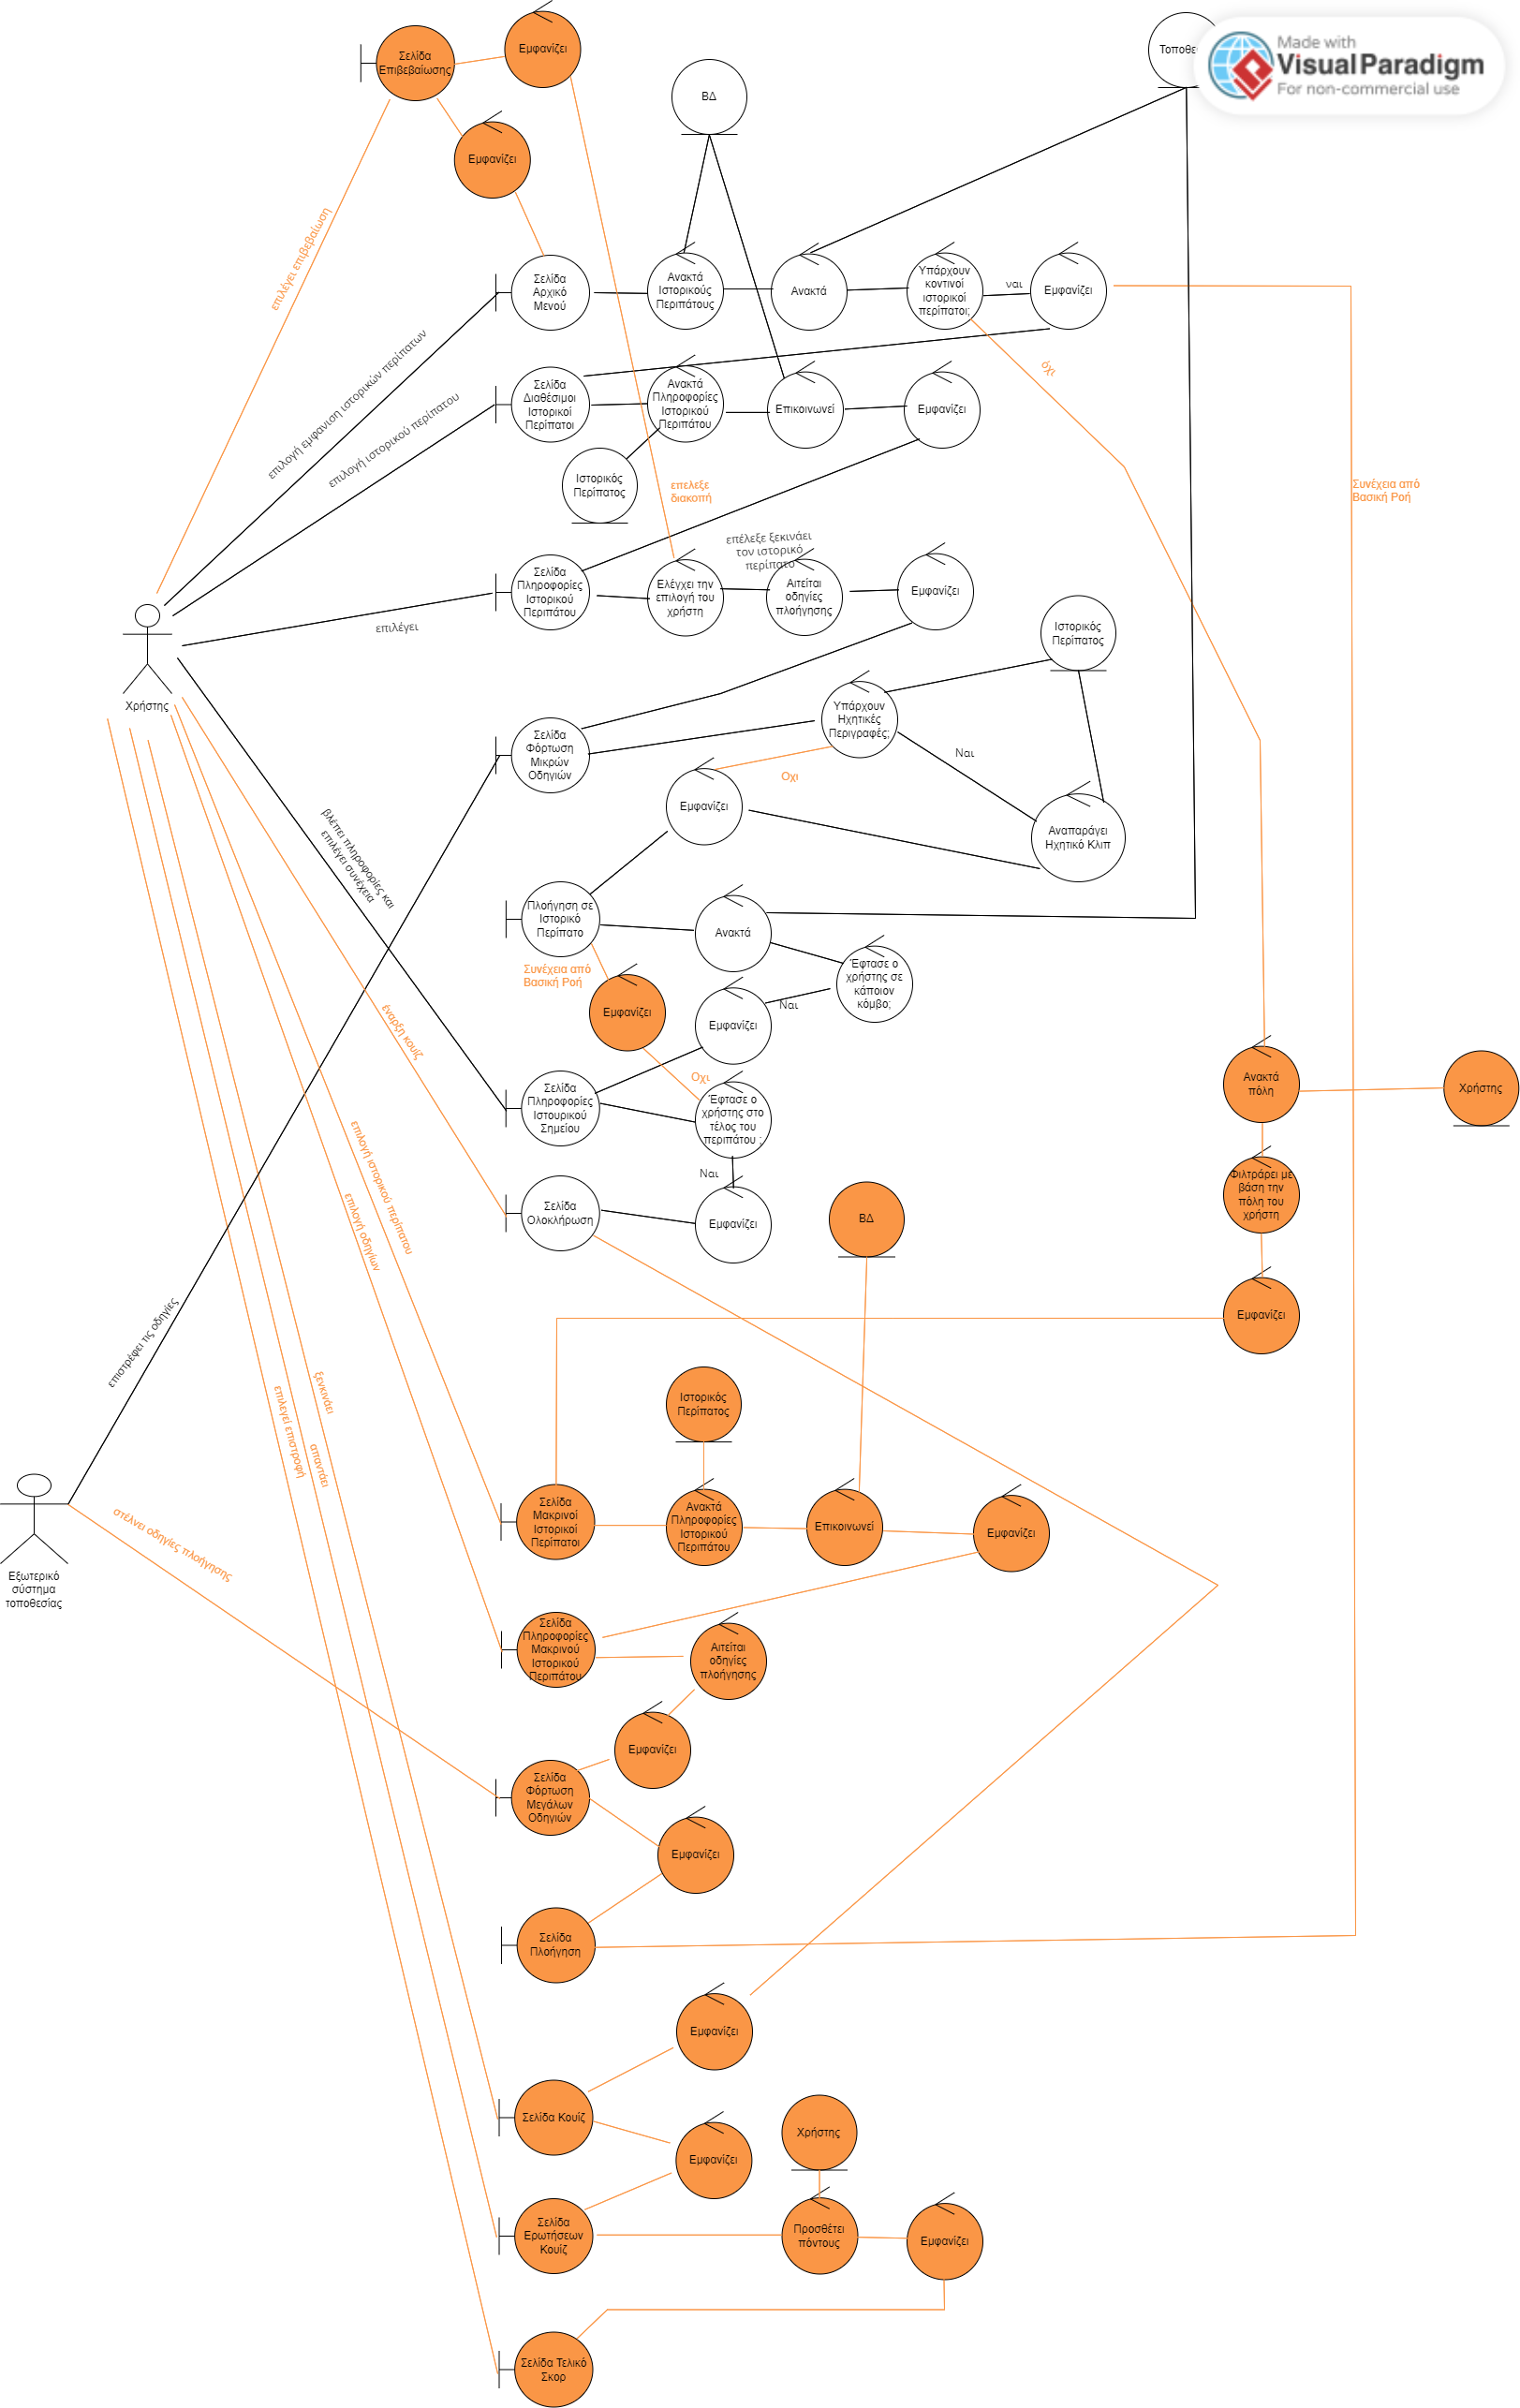 Σελίδα
Επιβεβαίωσης
Εμφανίζει
Εμφανίζει
ΒΔ
Made with
Visual Paradigm
For non-commercial use
επιλέγει επιβεβαίωση
Σελίδα
Αρχικό
Μενού
Ανακτά
Ιστορικούς
Περιπάτους
Ανακτά
Υπάρχουν
κοντινοί
ιστορικοί
περίπατοι;
ναι
Εμφανίζει
όχι
επιλογή εμφανιση ιστορικών περίπατων
επιλογή ιστορικού περίπατου
Σελίδα
Διαθέσιμοι
Ιστορικοί
Περίπατοι
Ανακτά
Πληροφορίες
Ιστορικού
Περιπάτου
Επικοινωνεί
Εμφανίζει
Ιστορικός
Περίπατος
επελεξε
διακοπή
Συνέχεια από
Βασική Ροή
επέλεξε ξεκινάει
τον ιστορικό
περίπατο
Σελίδα
Πληροφορίες
Ιστορικού
Περιπάτου
Ελέγχει την
επιλογή του
χρήστη
Αιτείται
οδηγίες
πλοήγησης
Εμφανίζει
επιλέγει
Χρήστης
Ιστορικός
Περίπατος
Σελίδα
Φόρτωση
Μικρών
Οδηγιών
Υπάρχουν
Ηχητικές
Περιγραφές;
Ναι
Οχι
Εμφανίζει
Αναπαράγει
Ηχητικό Κλιπ
βλέπει πληροφορίες και
επιλέγει συνέχεια
Πλοήγηση σε
Ιστορικό
Περίπατο
Ανακτά
Έφτασε ο
χρήστης σε
κάποιον
κόμβο;
Συνέχεια από
Βασική Ροή
Εμφανίζει
Εμφανίζει
Ναι
έναρξη κουίζ
Οχι
Σελίδα
Πληροφορίες
Ιστουρικού
Σημείου
Έφτασε ο
χρήστης στο
τέλος του
περιπάτου ;
Ανακτά
πόλη
Χρήστης
Ναι
Σελίδα
Ολοκλήρωση
Εμφανίζει
ΒΔ
Φιλτράρει με
βάση την
πόλη του
χρήστη
επιλογή ιστορικού περίπατου
επιλογή οδηγίων
Εμφανίζει
επιστρέφει τις οδηγίες
ξενκινάει
επιλεγεί επιστροφή
απαντάει
Ιστορικός
Περίπατος
Εξωτερικό
σύστημα
τοποθεσίας
στέλνει οδηγίες πλοήγησης
Σελίδα
Μακρινοί
Ιστορικοί
Περίπατοι
Ανακτά
Πληροφορίες
Ιστορικού
Περιπάτου
Επικοινωνεί
Εμφανίζει
Σελίδα
Πληροφορίες
Μακρινού
Ιστορικού
Περιπάτου
Αιτείται
οδηγίες
πλοήγησης
Εμφανίζει
Σελίδα
Φόρτωση
Μεγάλων
Οδηγιών
Εμφανίζει
Σελίδα
Πλοήγηση
Εμφανίζει
Σελίδα Κουίζ
Εμφανίζει
Χρήστης
Σελίδα
Ερωτήσεων
Κουίζ
Προσθέτει
πόντους
Εμφανίζει
Σελίδα Τελικό
Σκορ